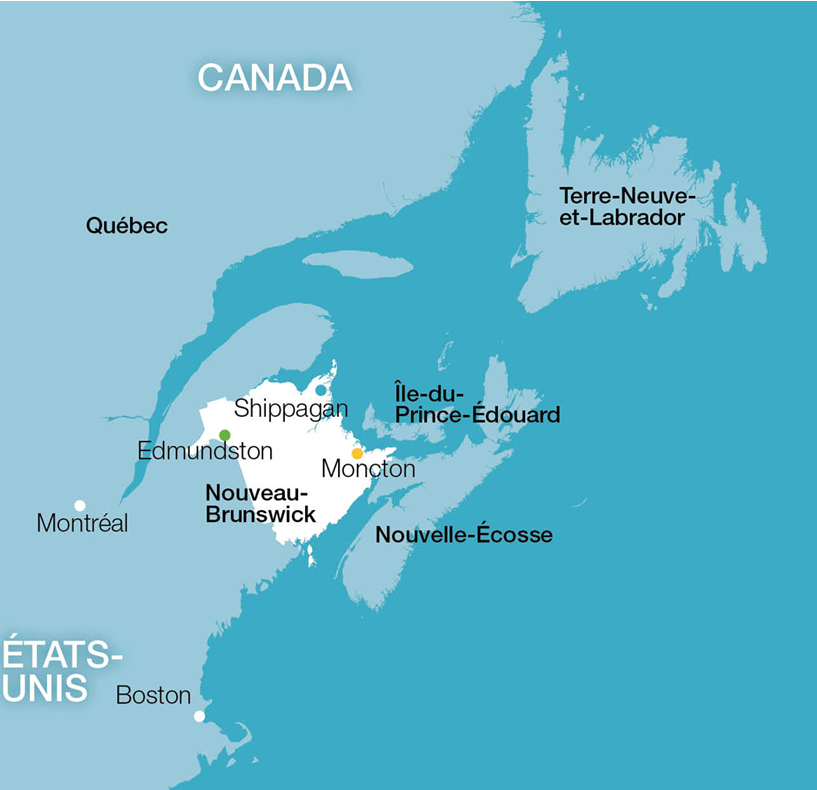 CANADA
Québec
Terre-Neuve-
et-Labrador
Île-du-
Prince-Édouard
Shippagan
Edmundston
Moncton
Nouveau-
Brunswick
Montréal
Nouvelle-Écosse
ÉTATS-
UNIS
Boston